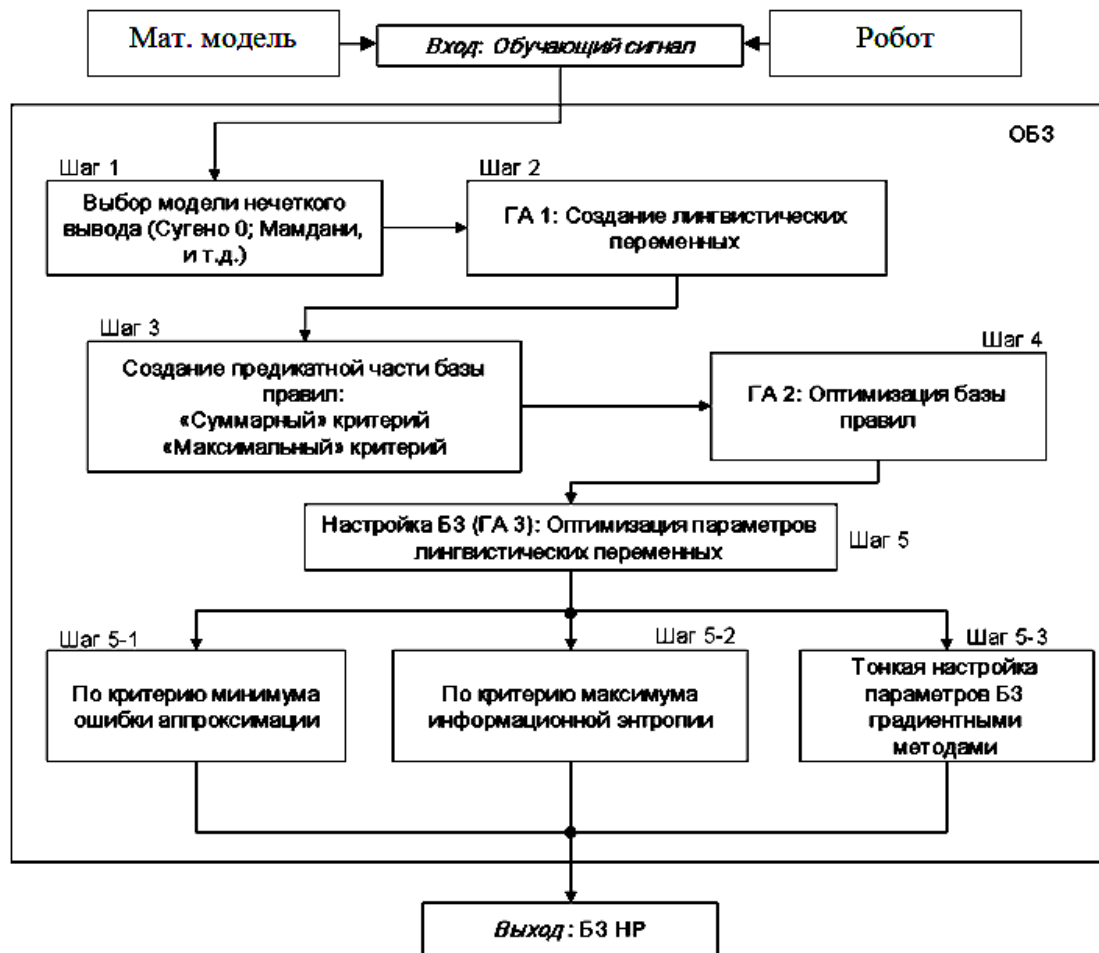 Мат. модель
Вход: Обучающий сигнал
Робот
ОБЗ
Шаг 1
Выбор модели нечеткого
вывода (Сугено 0; Мамдани,
и т.д.)
Шаг 2
ГА 1: Создание лингвистических
переменных
Шаг 3
Создание предикатной части базы
правил:
«Суммарный» критерий
«Максимальный» критерий
Шаг 4
ГА 2: Оптимизация базы
правил
Настройка БЗ (ГА 3): Оптимизация параметров
лингвистических переменных
Шаг 5
Шаг 5-1
По критерию минимума
ошибки аппроксимации
Шаг 5-2
По критерию максимума
информационной энтропии
Шаг 5-3
Тонкая настройка
параметров БЗ
градиентными
методами
Выход: БЗ НР